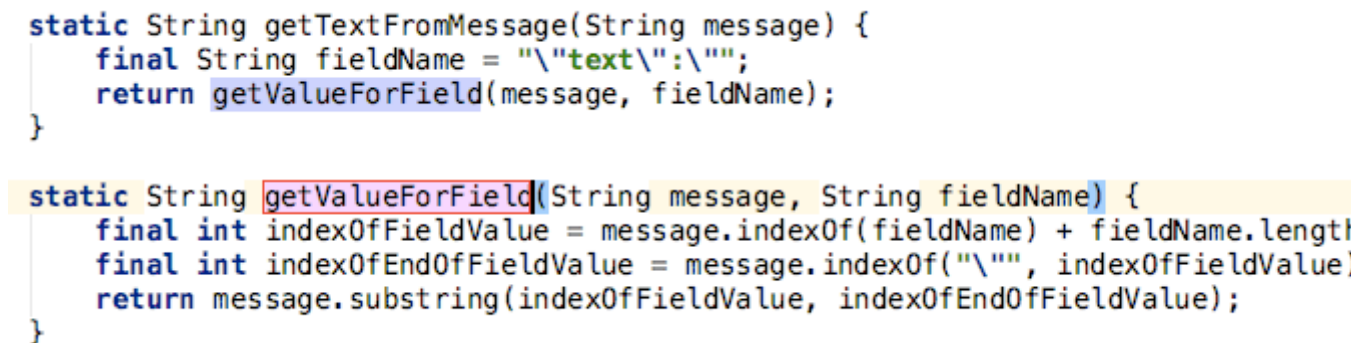 static String getTextFromMessage(String message) {
    final String fieldName = "\"text\":\"";
    return getValueForField(message, fieldName);
}
static String getValueForField(String message, String fieldName) {
    final int indexOfFieldValue = message.indexOf(fieldName) + fieldName.length
    final int indexOfEndOfFieldValue = message.indexOf("\"", indexOfFieldValue)
    return message.substring(indexOfFieldValue, indexOfEndOfFieldValue);
}